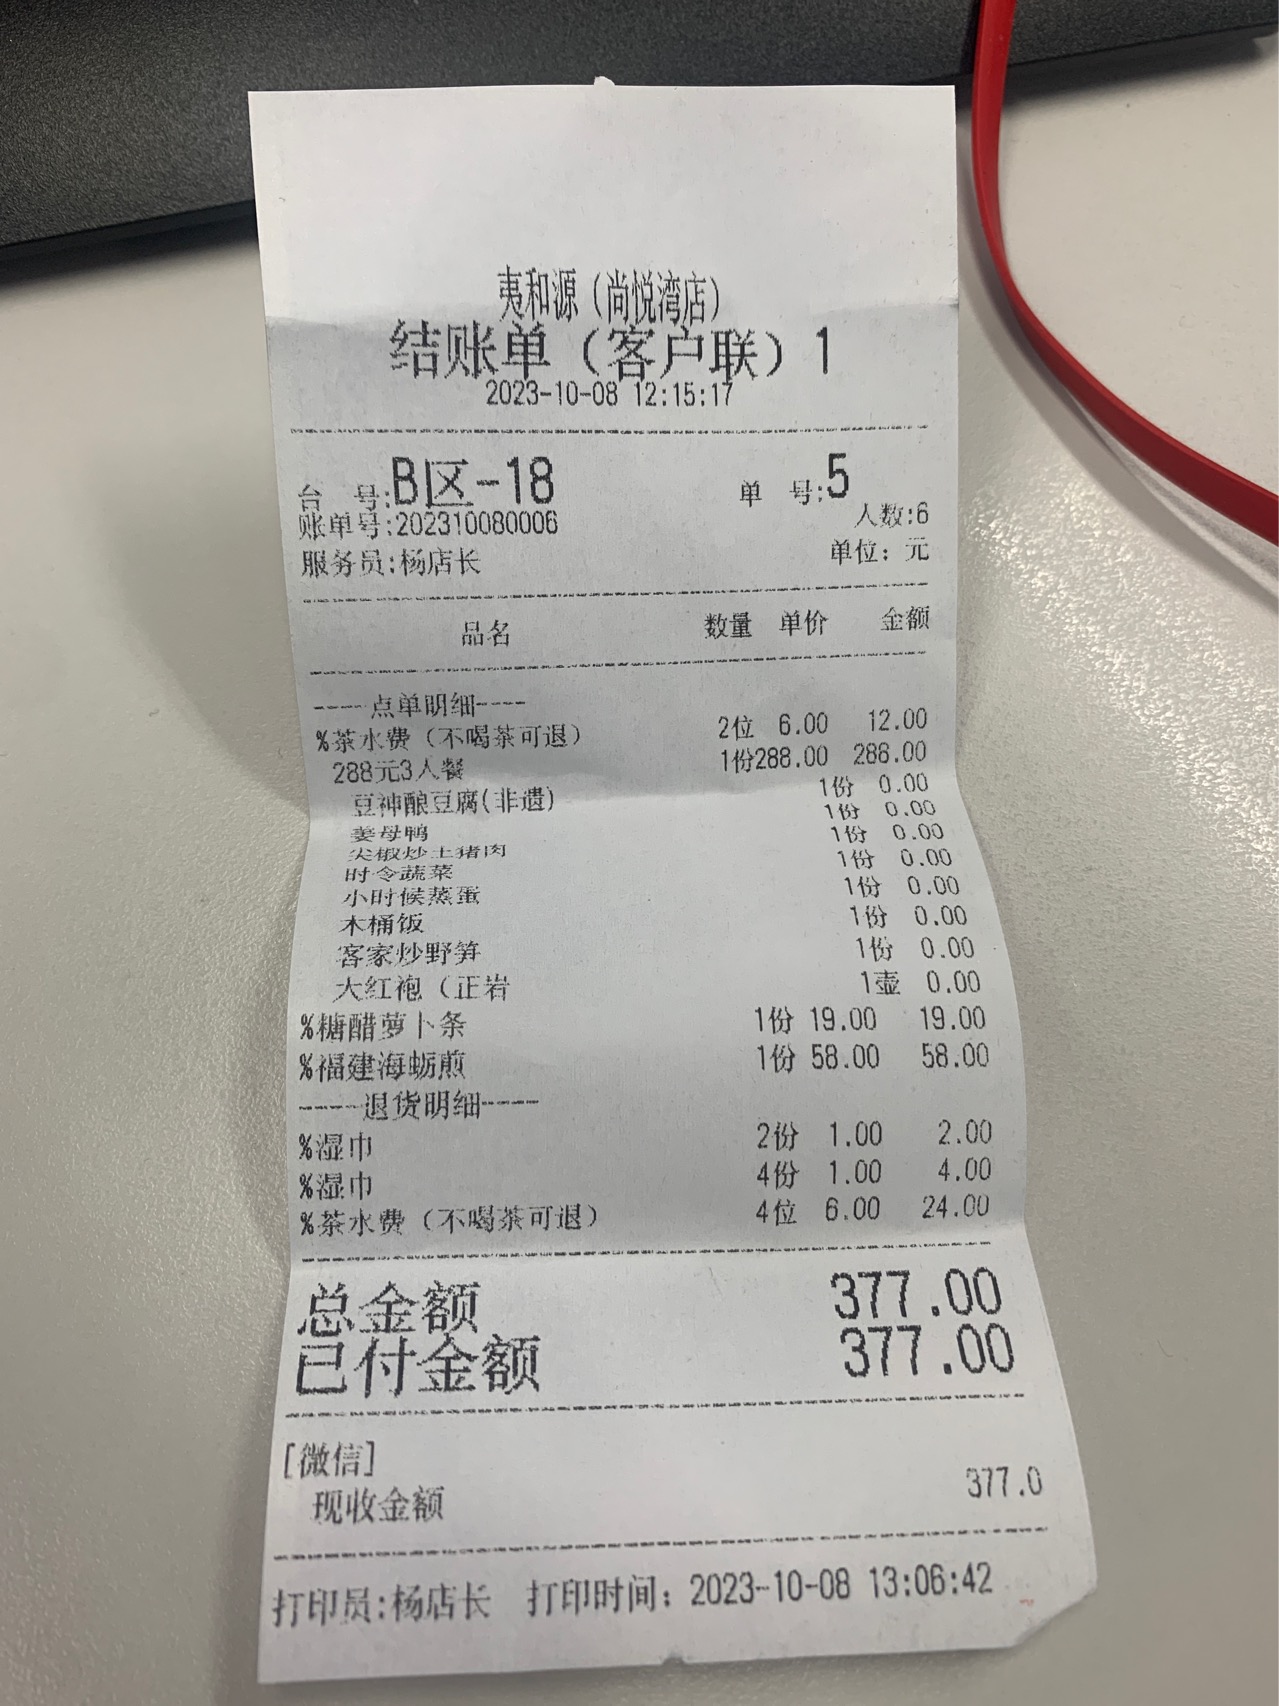 夷和源（尚悦湾店）
结账单（客户联）1
2023-10-08 12:15:17
台 号:B区-18 单 号:5
账单号:202310080006 人数:6
服务员:杨店长 单位：元
品名 数量 单价 金额
-----点单明细----
%茶水费（不喝茶可退） 2位 6.00 12.00
288元3人餐 1份288.00 288.00
豆神酿豆腐(非遗) 1份 0.00
姜母鸭 1份 0.00
尖椒炒土猪肉 1份 0.00
时令蔬菜 1份 0.00
小时候蒸蛋 1份 0.00
木桶饭 1份 0.00
客家炒野笋 1份 0.00
大红袍（正岩 1壶 0.00
%糖醋萝卜条 1份 19.00 19.00
%福建海蛎煎 1份 58.00 58.00
-----退货明细----
%湿巾 2份 1.00 2.00
%湿巾 4份 1.00 4.00
%茶水费（不喝茶可退） 4位 6.00 24.00
总金额 377.00
已付金额 377.00
[微信]
现收金额 377.0
打印员:杨店长 打印时间：2023-10-08 13:06:42